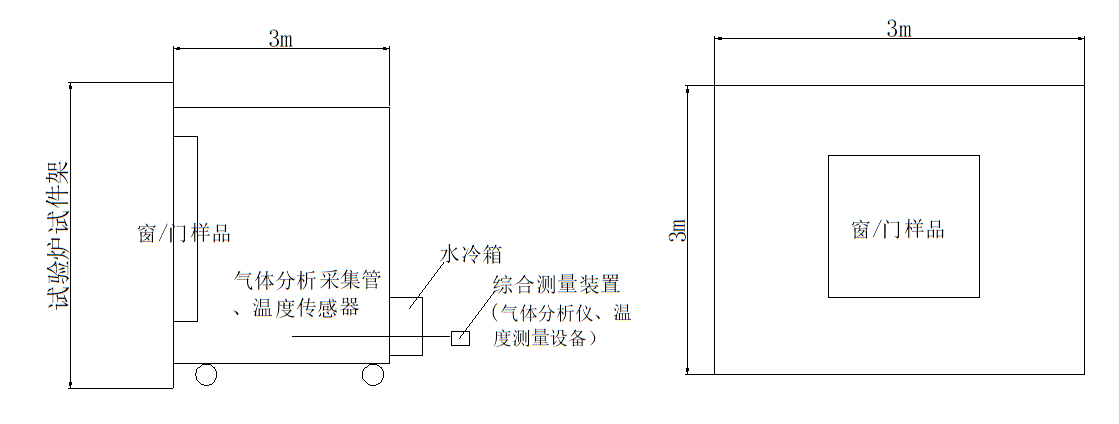 3m
试验炉试件架
窗/门样品
气体分析采集管
、温度传感器
水冷箱
综合测量装置
(气体分析仪、温
度测量设备）
3m
3m
窗/门样品